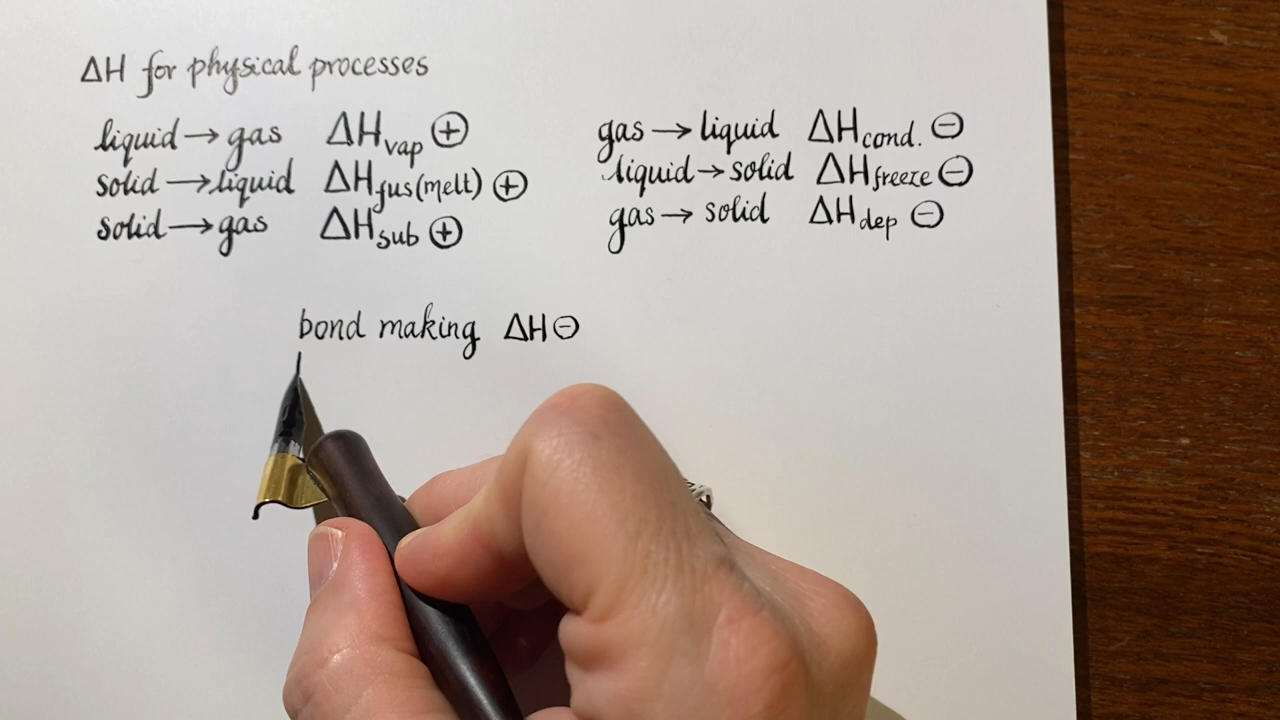 ΔH for physical processes
liquid → gas ΔHvap ⊕
solid → liquid ΔHfus(melt) ⊕
solid → gas ΔHsub ⊕
gas → liquid ΔHcond. ⊖
liquid → solid ΔHfreeze ⊖
gas → solid ΔHdep ⊖
bond making ΔH ⊖